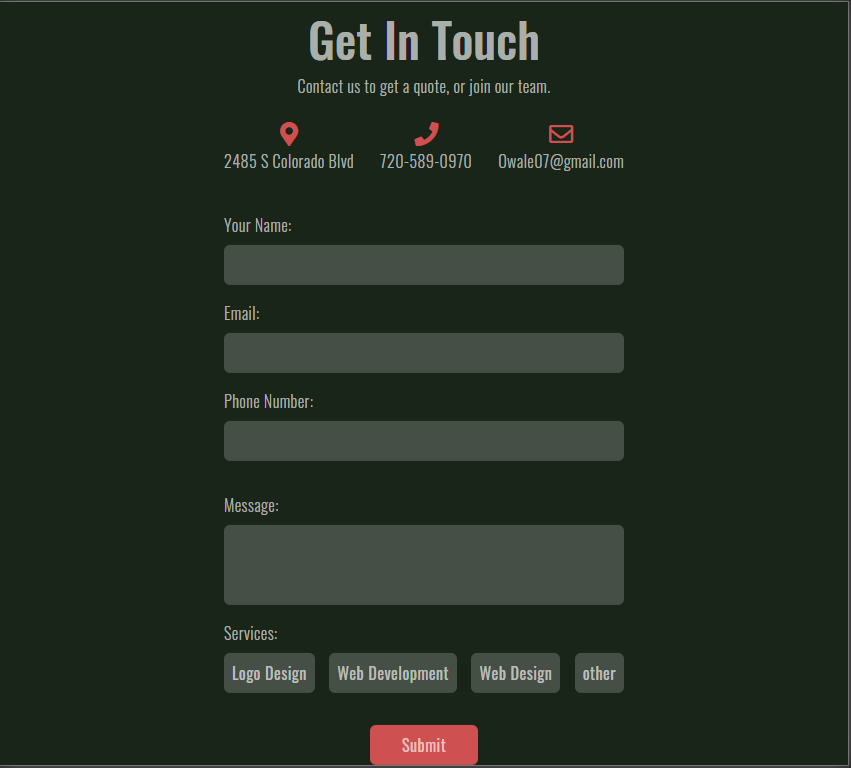 Get In Touch
Contact us to get a quote, or join our team.
2485 S Colorado Blvd 720-589-0970 Owale07@gmail.com
Your Name:
Email:
Phone Number:
Message:
Services:
Logo Design Web Development Web Design other
Submit